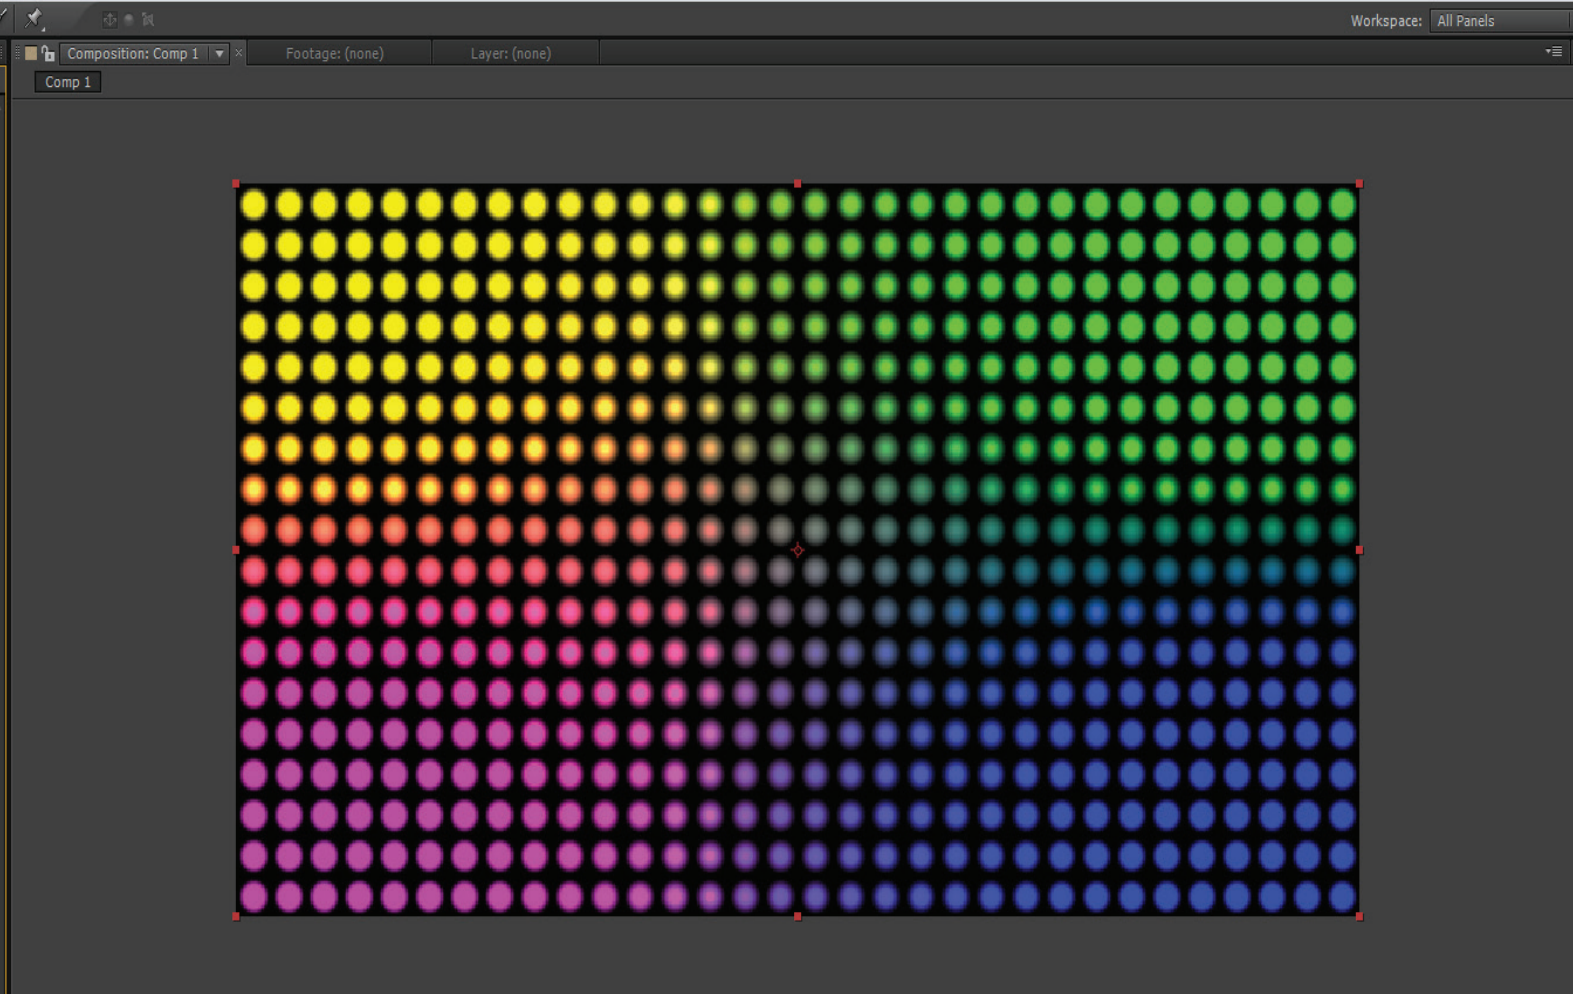 Workspace: All Panels
Composition: Comp 1 Footage: (none) Layer: (none)
Comp 1